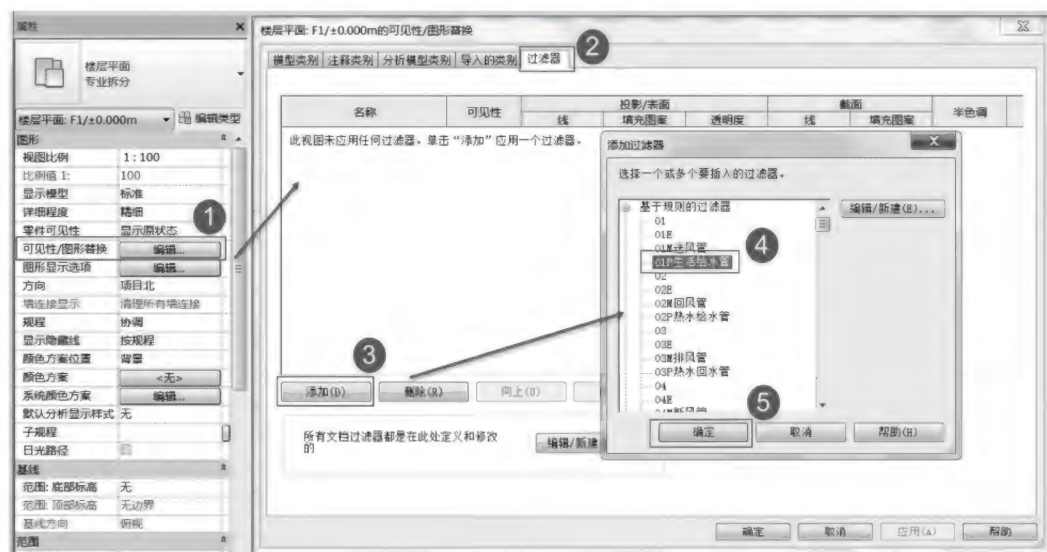 属性
楼层平面
专业拆分
楼层平面: F1/±0.000m
编辑类型
图形
视图比例 1 : 100
比例值 1: 100
显示模型 标准
详细程度 精细
零件可见性 显示原状态
可见性/图形替换 编辑...
图形显示选项 编辑...
方向 项目北
墙连接显示 清理所有墙连接
规程 协调
显示隐藏线 按规程
颜色方案位置 背景
颜色方案 <无>
系统颜色方案 编辑...
默认分析显示样式 无
子规程
日光路径
基线
范围: 底部标高 无
范围: 顶部标高 无边界
基线方向 俯视
范围
1
楼层平面: F1/±0.000m的可见性/图形替换
模型类别 注释类别 分析模型类别 导入的类别 过滤器
2
名称 可见性 投影/表面 截面 半色调
线 填充图案 透明度 线 填充图案
此视图未应用任何过滤器。单击“添加”应用一个过滤器。
3
添加(D) 删除(R) 向上(U)
所有文档过滤器都是在此处定义和修改
的
编辑/新建
添加过滤器
选择一个或多个要插入的过滤器。
基于规则的过滤器
01
01E
01M送风管
01P生活给水管
02
02E
02M回风管
02P热水给水管
03
03E
03M排风管
03P热水回水管
04
04E
04M新风管
编辑/新建(E)...
4
5
确定 取消 帮助(H)
确定 取消 应用(A) 帮助